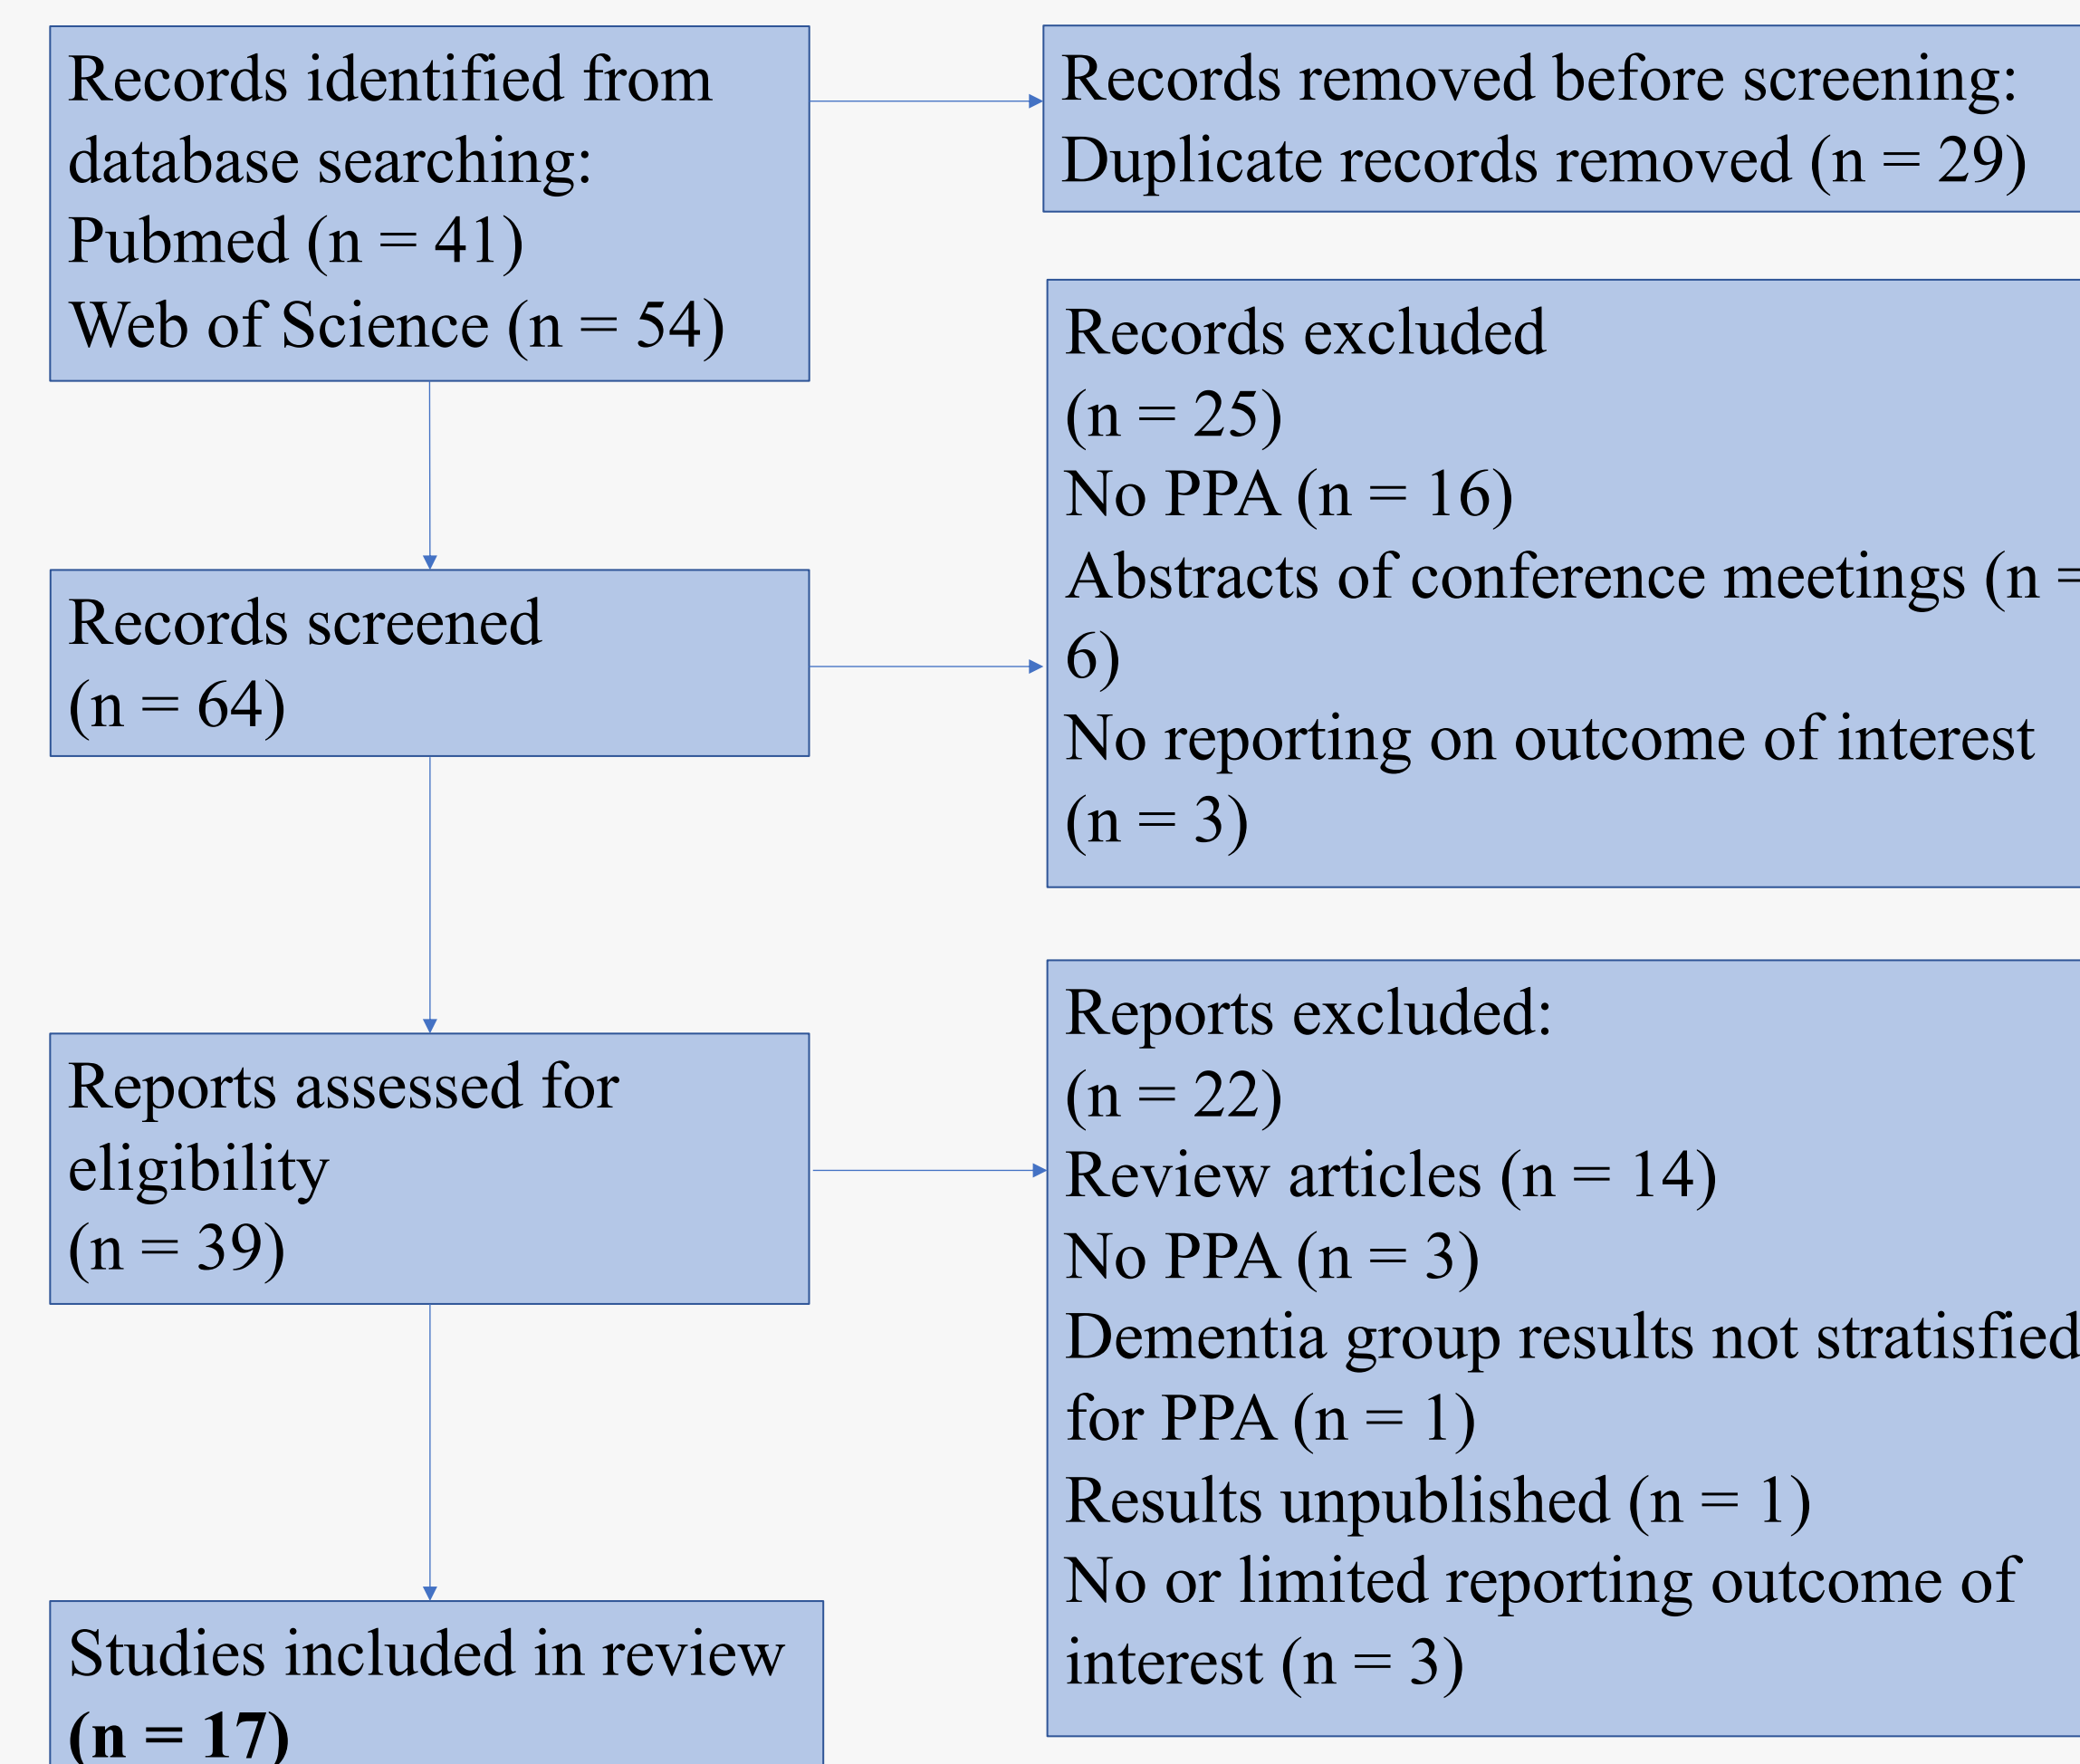 Records identified from
database searching:
Pubmed (n = 41)
Web of Science (n = 54)
Records removed before screening:
Duplicate records removed (n = 29)
Records screened
(n = 64)
Records excluded
(n = 25)
No PPA (n = 16)
Abstracts of conference meetings (n =
6)
No reporting on outcome of interest
(n = 3)
Reports assessed for
eligibility
(n = 39)
Reports excluded:
(n = 22)
Review articles (n = 14)
No PPA (n = 3)
Dementia group results not stratisfied
for PPA (n = 1)
Results unpublished (n = 1)
No or limited reporting outcome of
interest (n = 3)
Studies included in review
(n = 17)